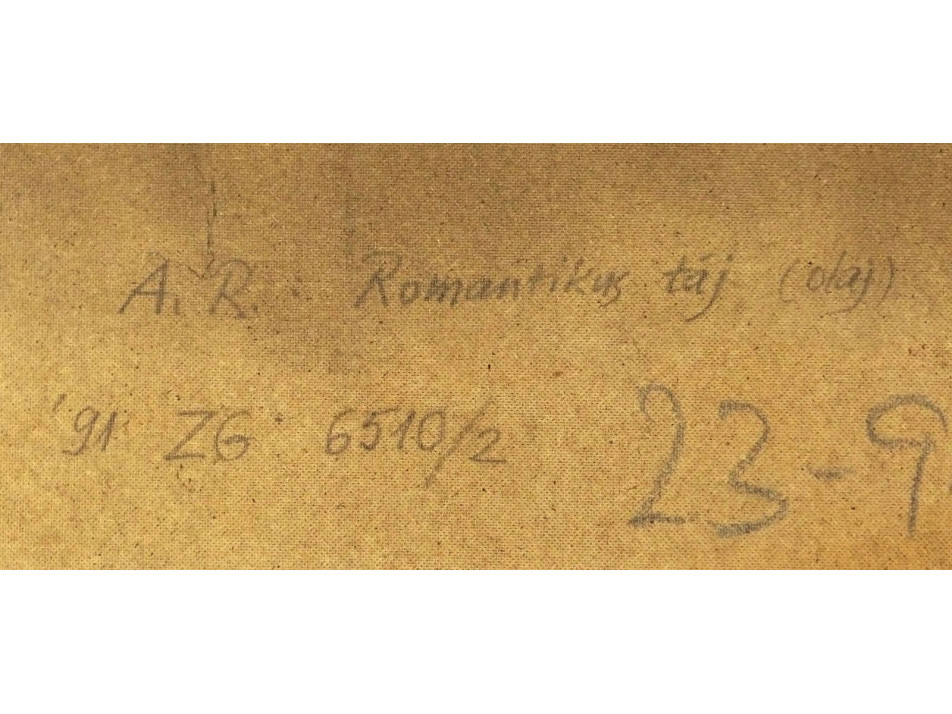 A. R. Romantikus táj (olaj)
'91 ZG 6510/2 23-9